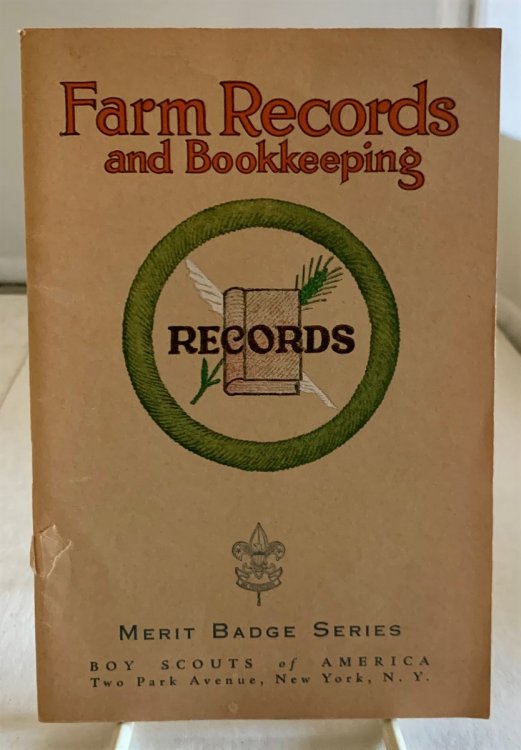 Farm Records
and Bookkeeping
RECORDS
MERIT BADGE SERIES
BOY SCOUTS of AMERICA
Two Park Avenue, New York, N. Y.